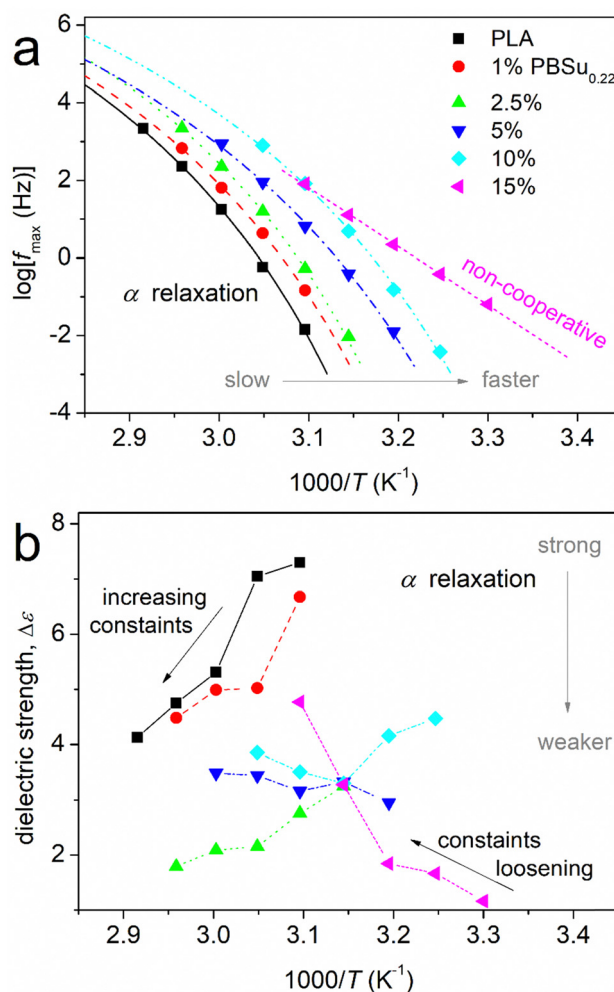 a
6
4
2
0
-2
-4
log[fmax (Hz)]
PLA
1% PBSu0.22
2.5%
5%
10%
15%
α relaxation
non-cooperative
slow
faster
2.9
3.0
3.1
3.2
3.3
3.4
1000/T (K-1)
b
8
6
4
2
dielectric strength, Δε
increasing
constaints
α relaxation
strong
weaker
constaints
loosening
2.9
3.0
3.1
3.2
3.3
3.4
1000/T (K-1)